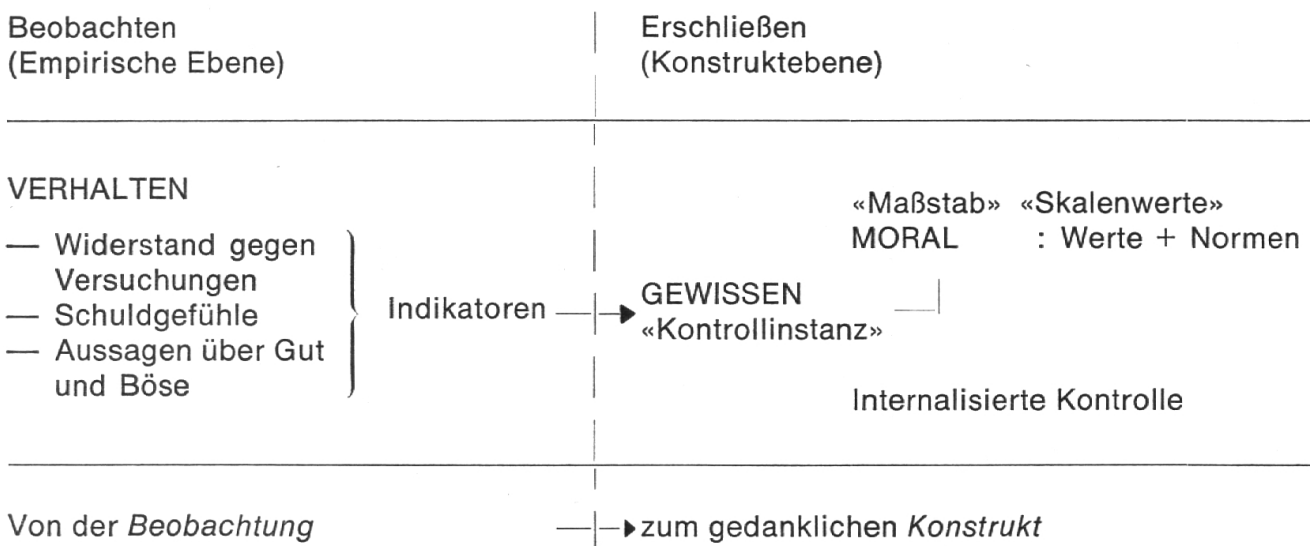 Beobachten
(Empirische Ebene)
Erschließen
(Konstruktebene)
VERHALTEN
— Widerstand gegen
Versuchungen
— Schuldgefühle
— Aussagen über Gut
und Böse
Indikatoren
GEWISSEN
«Kontrollinstanz»
«Maßstab» «Skalenwerte»
MORAL : Werte + Normen
Internalisierte Kontrolle
Von der Beobachtung
zum gedanklichen Konstrukt